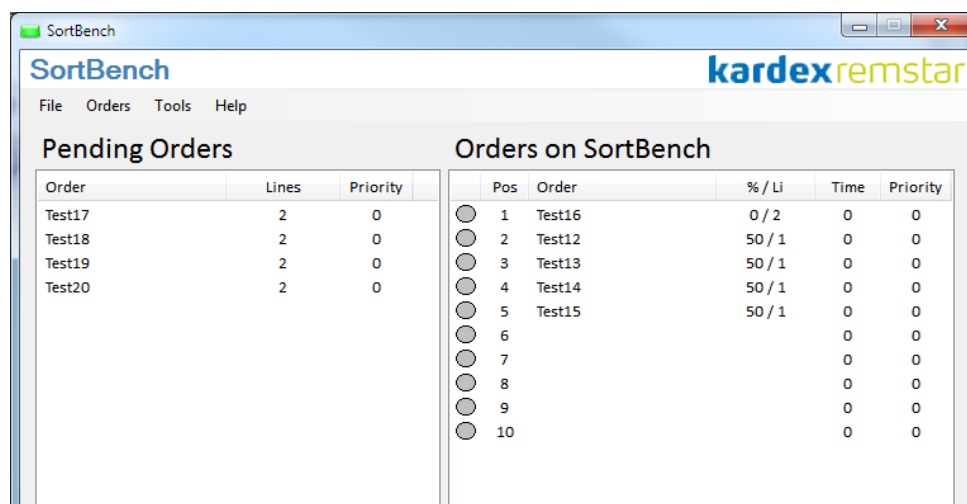 SortBench
SortBench
kardexremstar
File Orders Tools Help
Pending Orders
Order Lines Priority
Test17 2 0
Test18 2 0
Test19 2 0
Test20 2 0
Orders on SortBench
Pos Order % / Li Time Priority
1 Test16 0 / 2 0 0
2 Test12 50 / 1 0 0
3 Test13 50 / 1 0 0
4 Test14 50 / 1 0 0
5 Test15 50 / 1 0 0
6 0 0
7 0 0
8 0 0
9 0 0
10 0 0